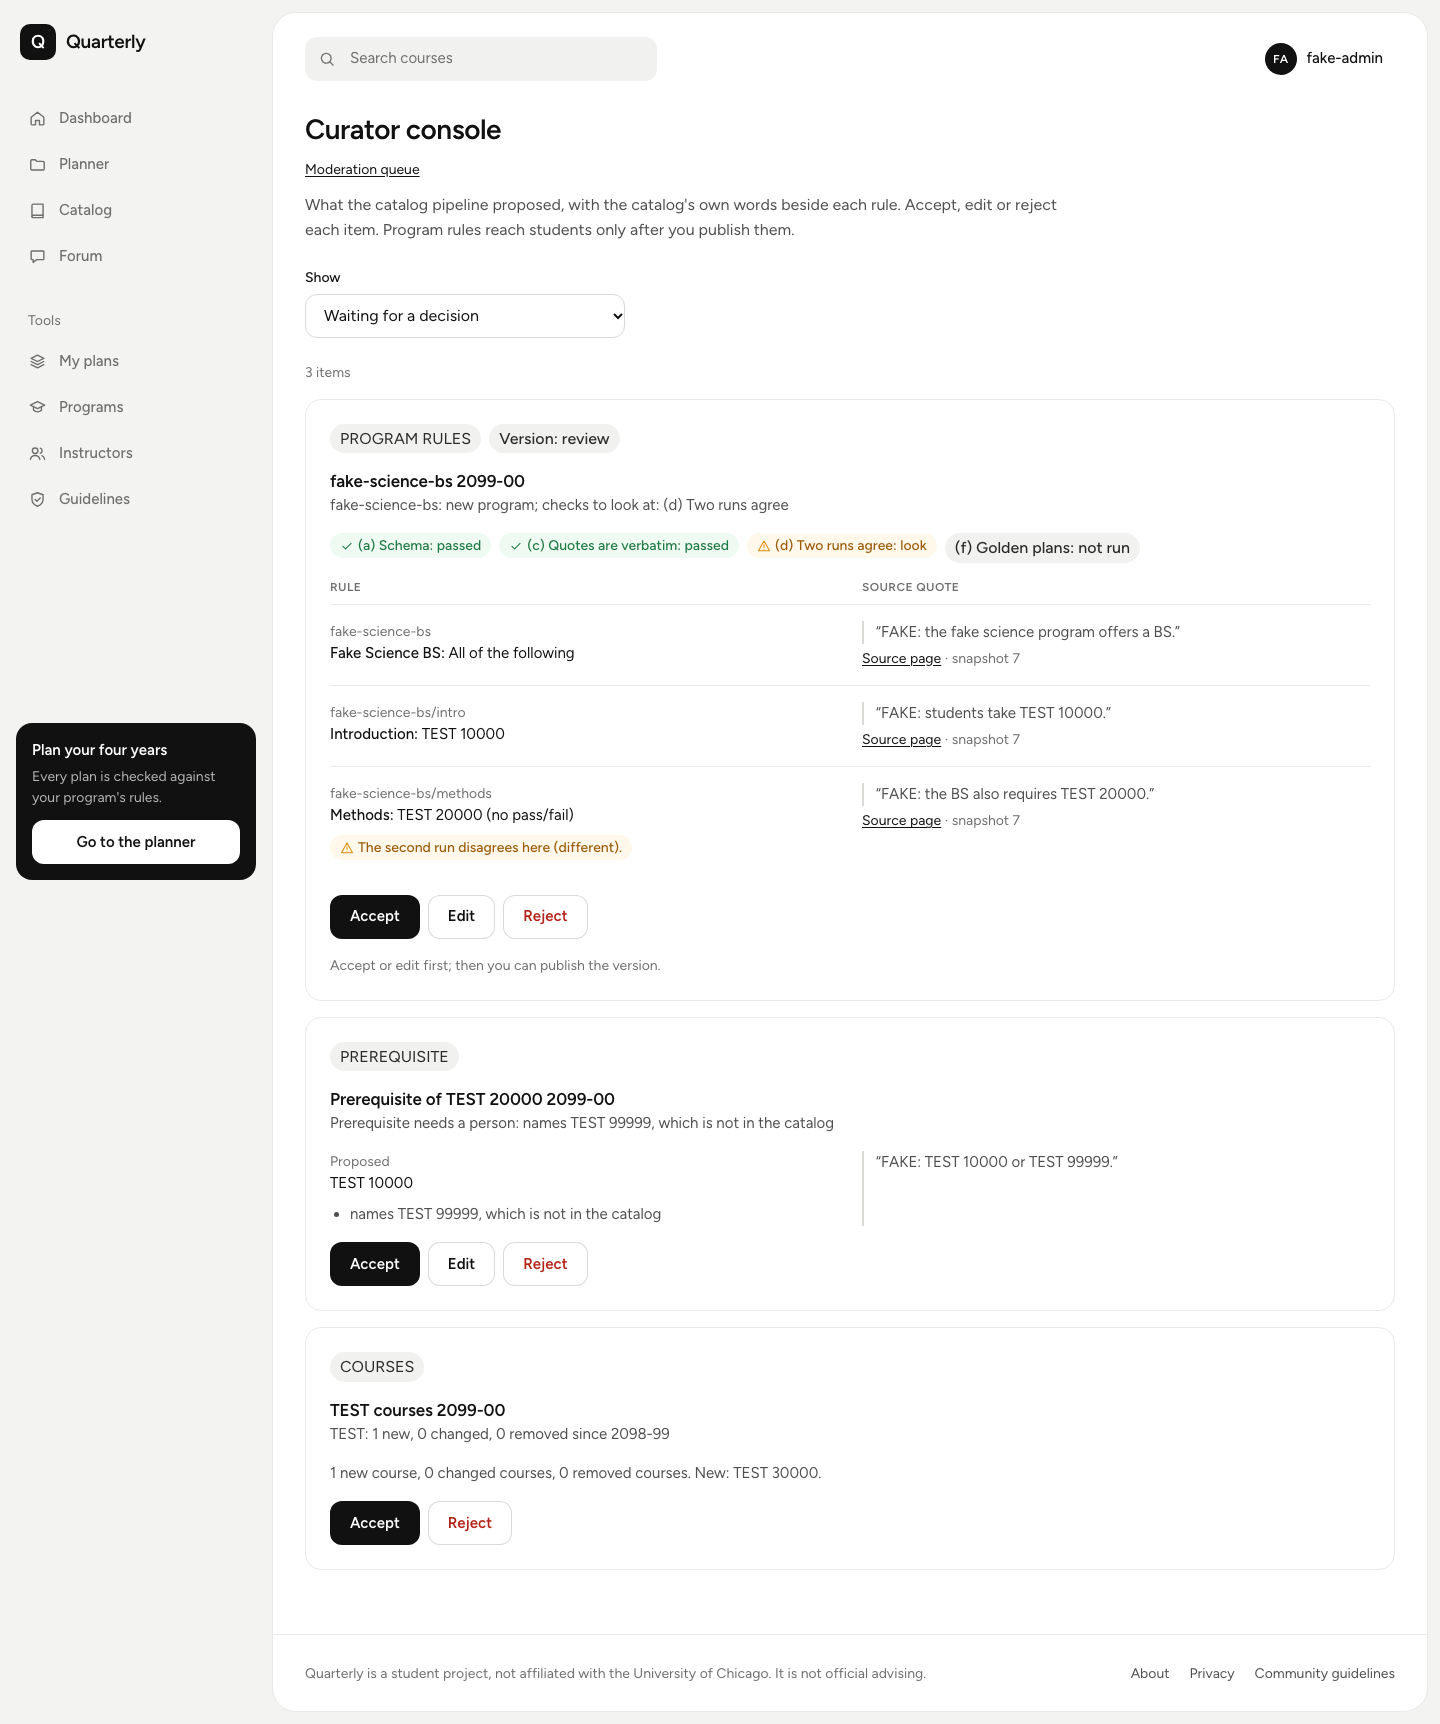 Q Quarterly
Dashboard
Planner
Catalog
Forum
Tools
My plans
Programs
Instructors
Guidelines
Plan your four years
Every plan is checked against
your program's rules.
Go to the planner
Search courses
FA fake-admin
Curator console
Moderation queue
What the catalog pipeline proposed, with the catalog's own words beside each rule. Accept, edit or reject
each item. Program rules reach students only after you publish them.
Show
Waiting for a decision
3 items
PROGRAM RULES Version: review
fake-science-bs 2099-00
fake-science-bs: new program; checks to look at: (d) Two runs agree
(a) Schema: passed (c) Quotes are verbatim: passed (d) Two runs agree: look (f) Golden plans: not run
RULE SOURCE QUOTE
fake-science-bs
Fake Science BS: All of the following
“FAKE: the fake science program offers a BS.”
Source page · snapshot 7
fake-science-bs/intro
Introduction: TEST 10000
“FAKE: students take TEST 10000.”
Source page · snapshot 7
fake-science-bs/methods
Methods: TEST 20000 (no pass/fail)
The second run disagrees here (different).
“FAKE: the BS also requires TEST 20000.”
Source page · snapshot 7
Accept Edit Reject
Accept or edit first; then you can publish the version.
PREREQUISITE
Prerequisite of TEST 20000 2099-00
Prerequisite needs a person: names TEST 99999, which is not in the catalog
Proposed
TEST 10000
• names TEST 99999, which is not in the catalog
“FAKE: TEST 10000 or TEST 99999.”
Accept Edit Reject
COURSES
TEST courses 2099-00
TEST: 1 new, 0 changed, 0 removed since 2098-99
1 new course, 0 changed courses, 0 removed courses. New: TEST 30000.
Accept Reject
Quarterly is a student project, not affiliated with the University of Chicago. It is not official advising.
About Privacy Community guidelines